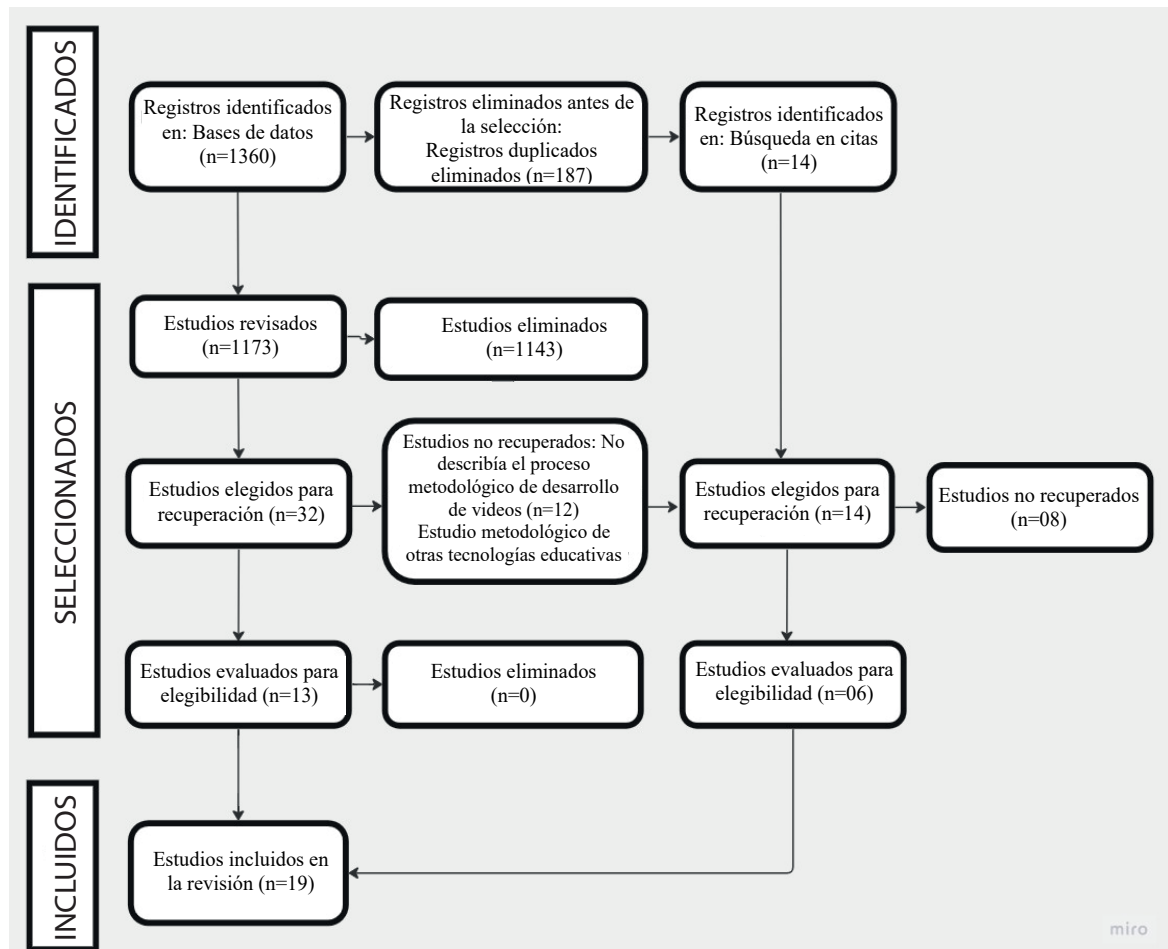 IDENTIFICADOS
Registros identificados
en: Bases de datos
(n=1360)
Registros eliminados antes de
la selección:
Registros duplicados
eliminados (n=187)
Registros identificados
en: Búsqueda en citas
(n=14)
SELECCIONADOS
Estudios revisados
(n=1173)
Estudios eliminados
(n=1143)
Estudios elegidos para
recuperación (n=32)
Estudios no recuperados: No
describía el proceso
metodológico de desarrollo
de videos (n=12)
Estudio metodológico de
otras tecnologías educativas
Estudios elegidos para
recuperación (n=14)
Estudios no recuperados
(n=08)
Estudios evaluados para
elegibilidad (n=13)
Estudios eliminados
(n=0)
Estudios evaluados para
elegibilidad (n=06)
INCLUIDOS
Estudios incluidos en
la revisión (n=19)
miro